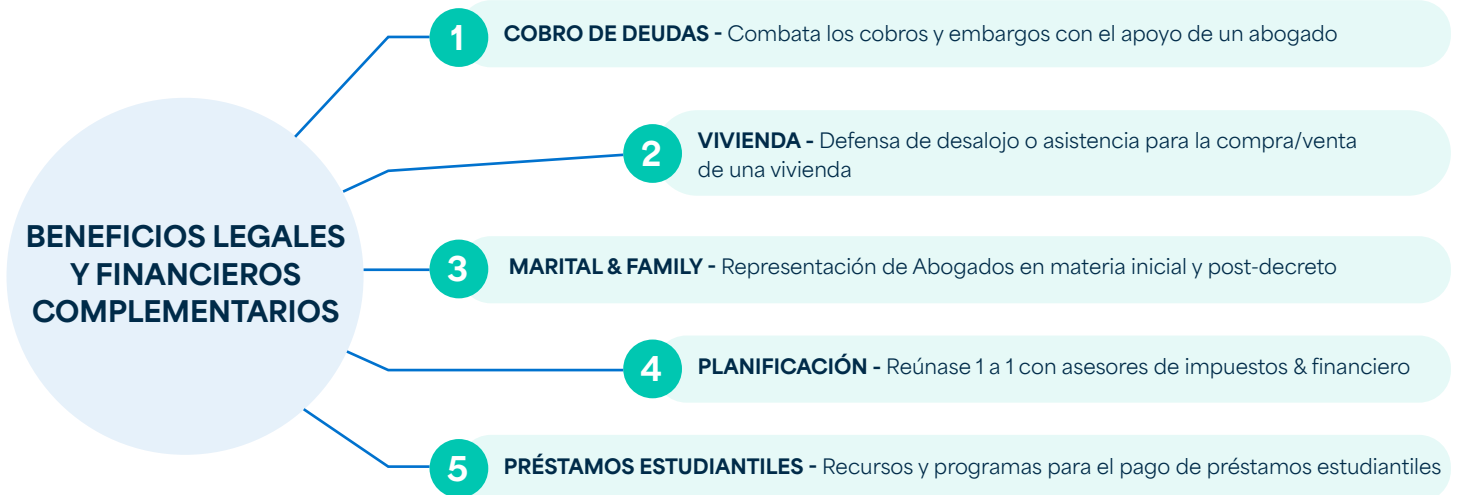 BENEFICIOS LEGALES
Y FINANCIEROS
COMPLEMENTARIOS
1
COBRO DE DEUDAS - Combata los cobros y embargos con el apoyo de un abogado
2
VIVIENDA - Defensa de desalojo o asistencia para la compra/venta
de una vivienda
3
MARITAL & FAMILY - Representación de Abogados en materia inicial y post-decreto
4
PLANIFICACIÓN - Reúnase 1 a 1 con asesores de impuestos & financiero
5
PRÉSTAMOS ESTUDIANTILES - Recursos y programas para el pago de préstamos estudiantiles